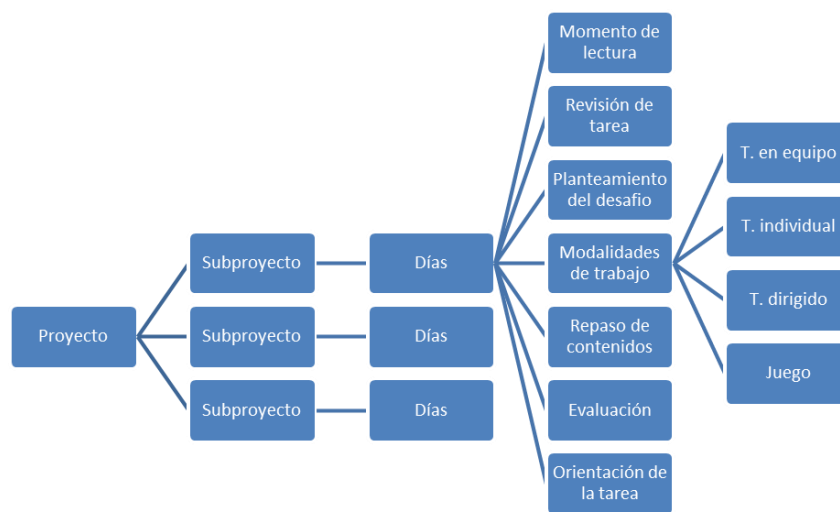 Proyecto
Subproyecto
Subproyecto
Subproyecto
Días
Días
Días
Momento de
lectura
Revisión de
tarea
Planteamiento
del desafio
Modalidades
de trabajo
Repaso de
contenidos
Evaluación
Orientación de
la tarea
T. en equipo
T. individual
T. dirigido
Juego